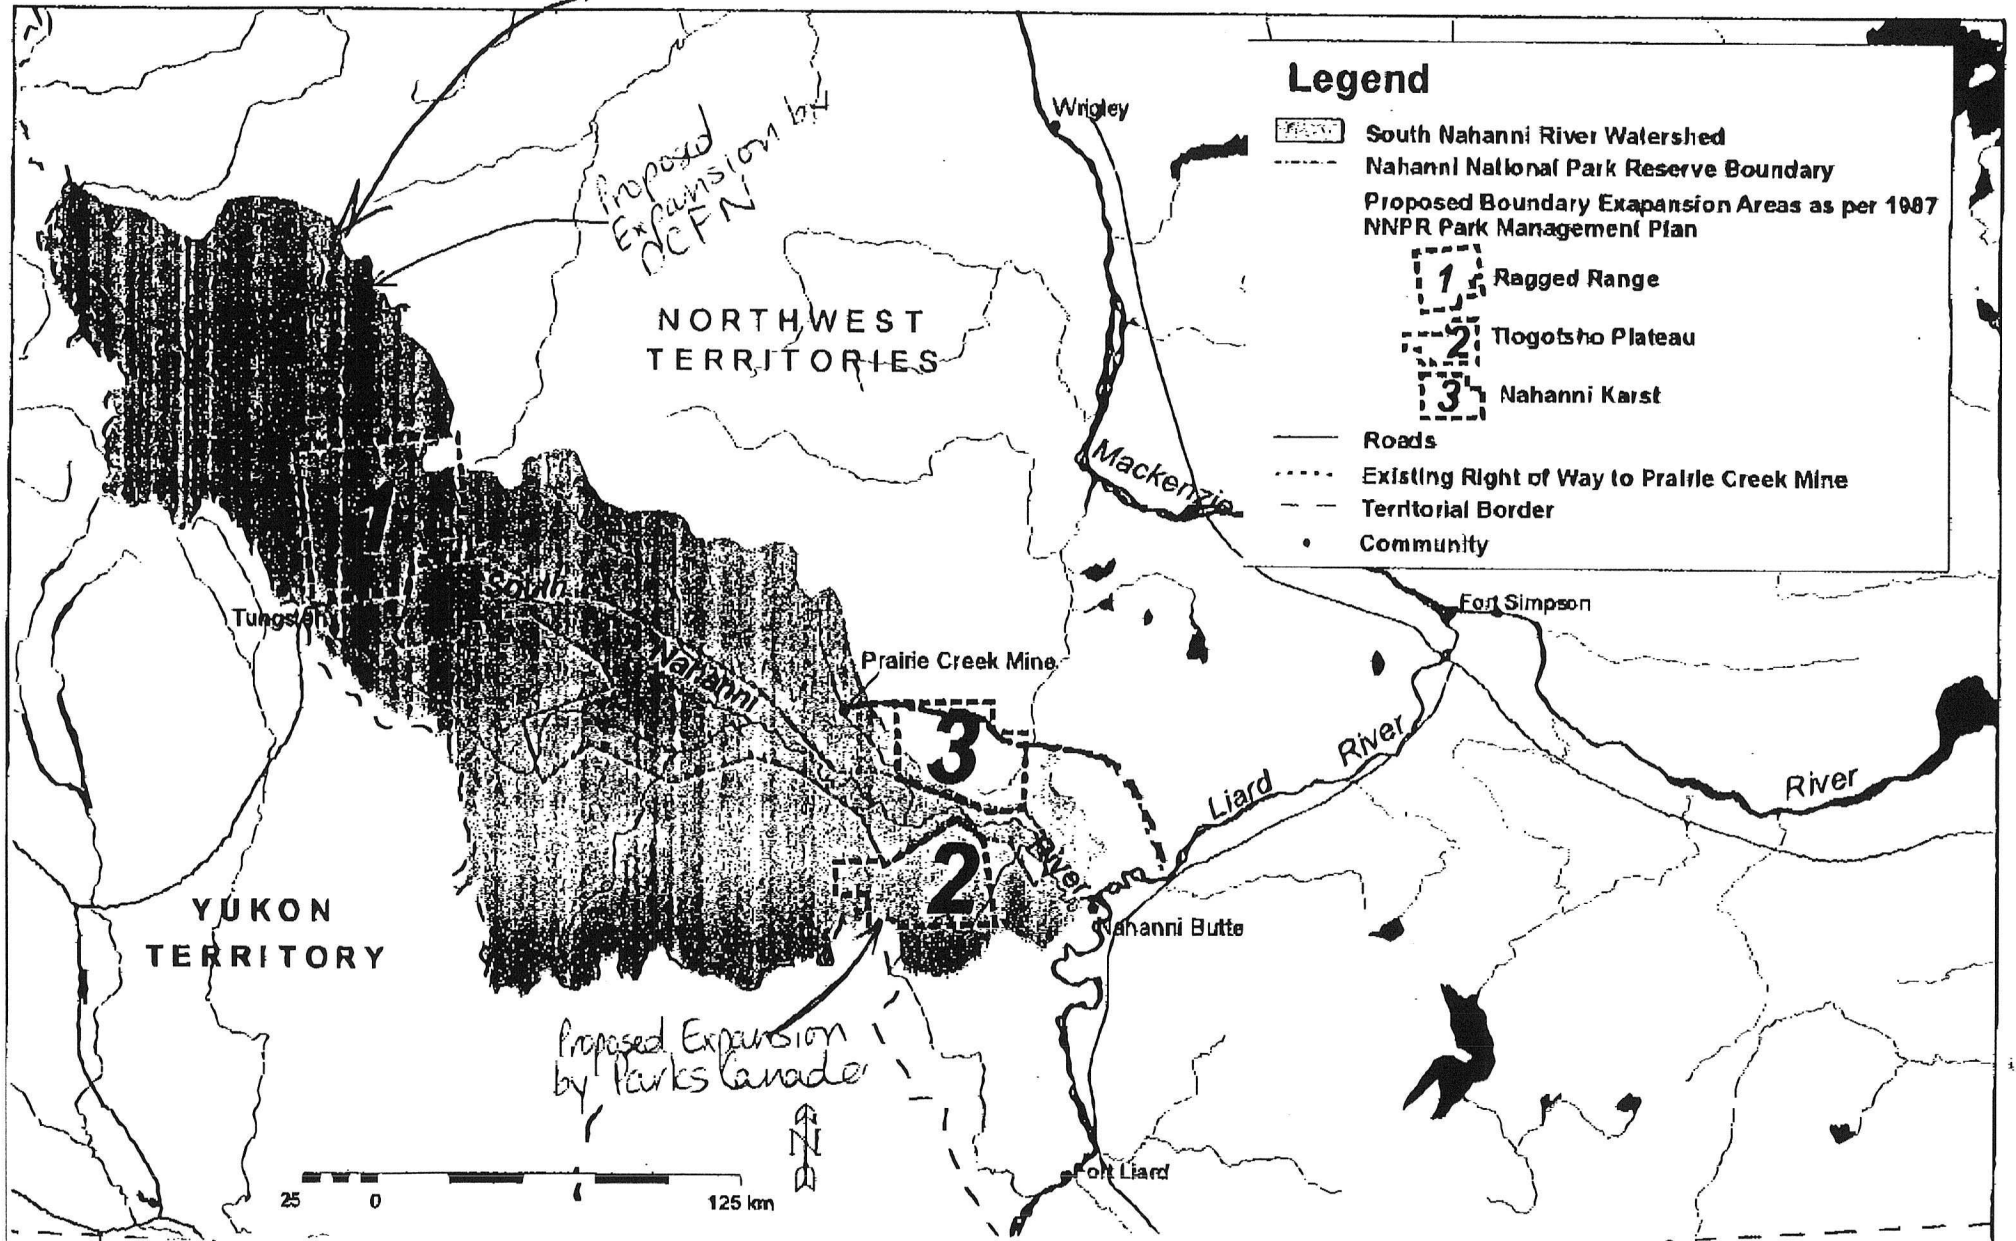 Legend
South Nahanni River Watershed
Nahanni National Park Reserve Boundary
Proposed Boundary Exapansion Areas as per 1987
NNPR Park Management Plan
1 Ragged Range
2 Tlogotsho Plateau
3 Nahanni Karst
Roads
Existing Right of Way to Prairie Creek Mine
Territorial Border
Community
Wrigley
Proposed
Expansion by
DCFN
NORTHWEST
TERRITORIES
Mackenzie
1
South
Tungsten
Fort Simpson
Nahanni
Prairie Creek Mine
3
River
Liard
River
River
2
Nahanni Butte
YUKON
TERRITORY
Proposed Expansion
by Parks Canada
N
Fort Liard
25 0 125 km